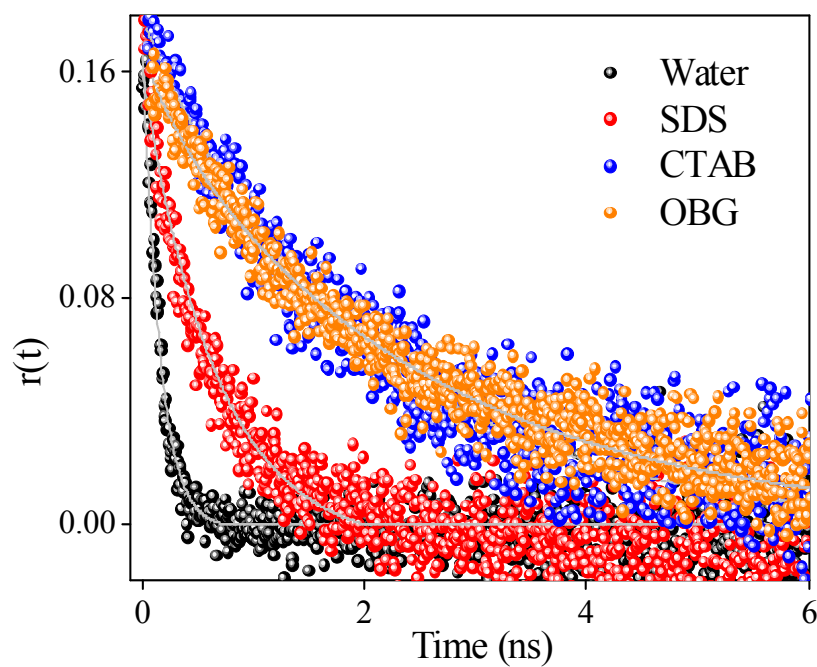 0.16
0.08
0.00
r(t)
Water
SDS
CTAB
OBG
0
2
4
6
Time (ns)